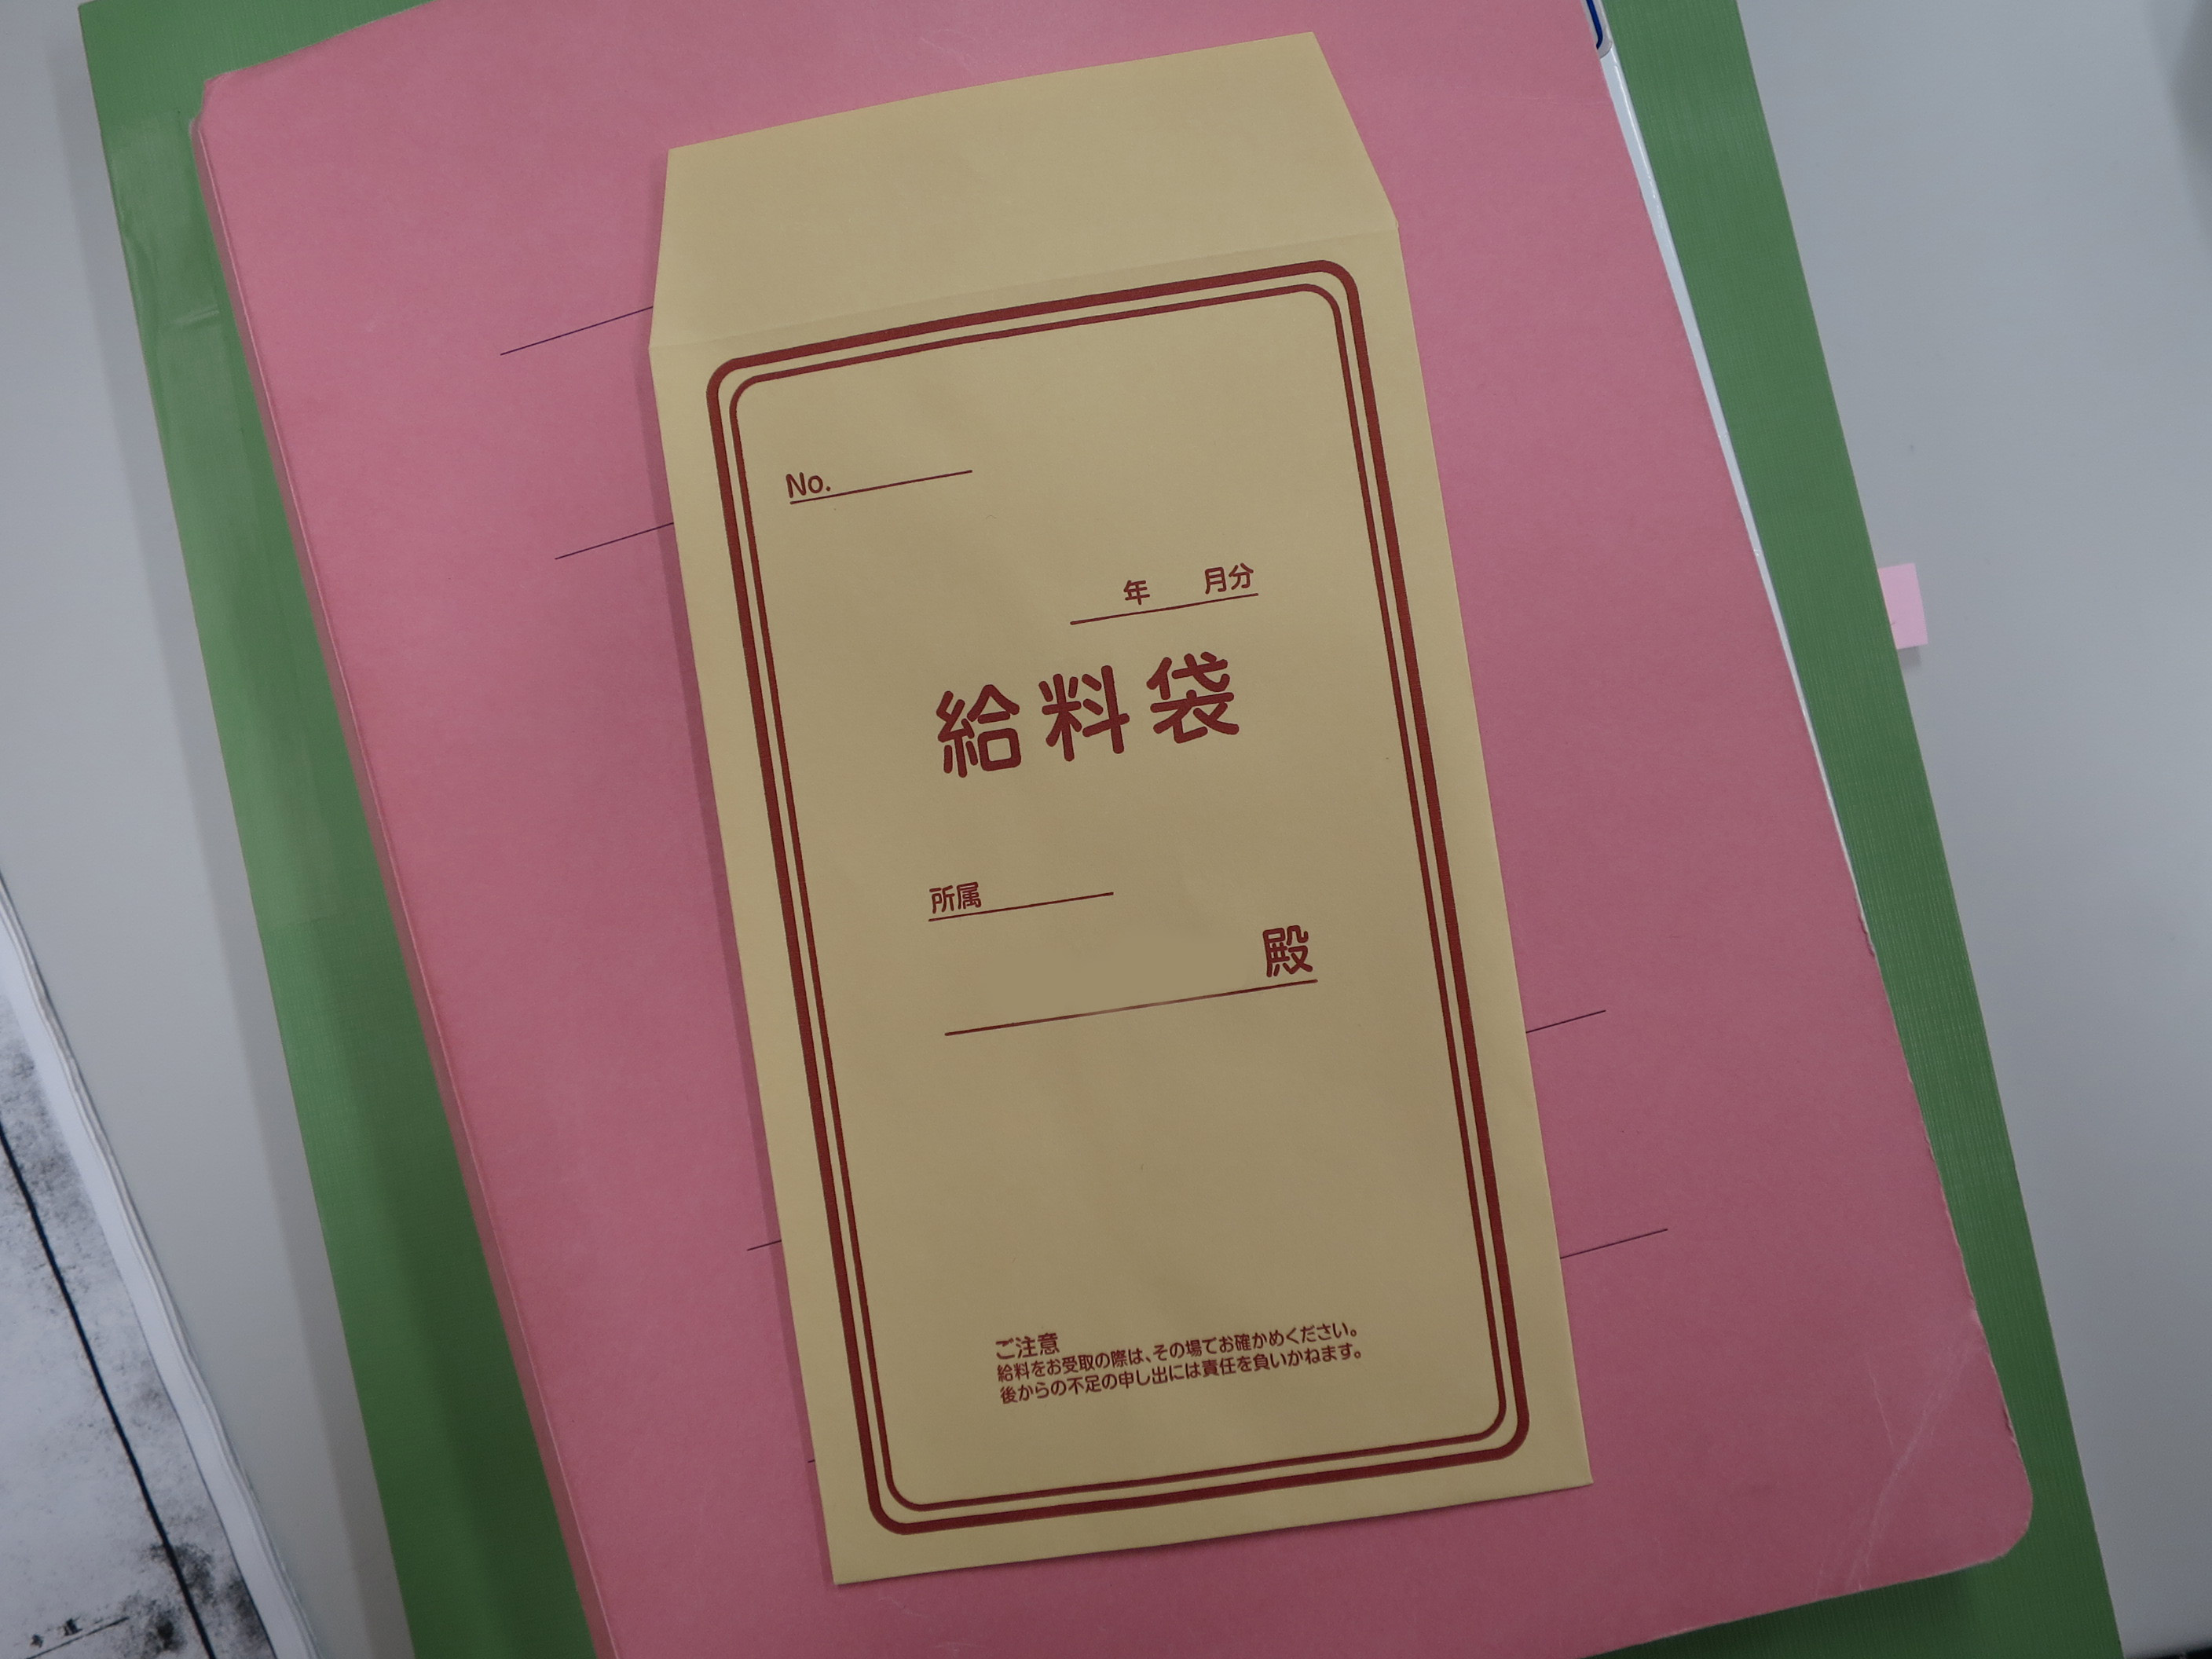 No.
年 月分
給料袋
所属
殿
ご注意
給料をお受取の際は、その場でお確かめください。
後からの不足の申し出には責任を負いかねます。